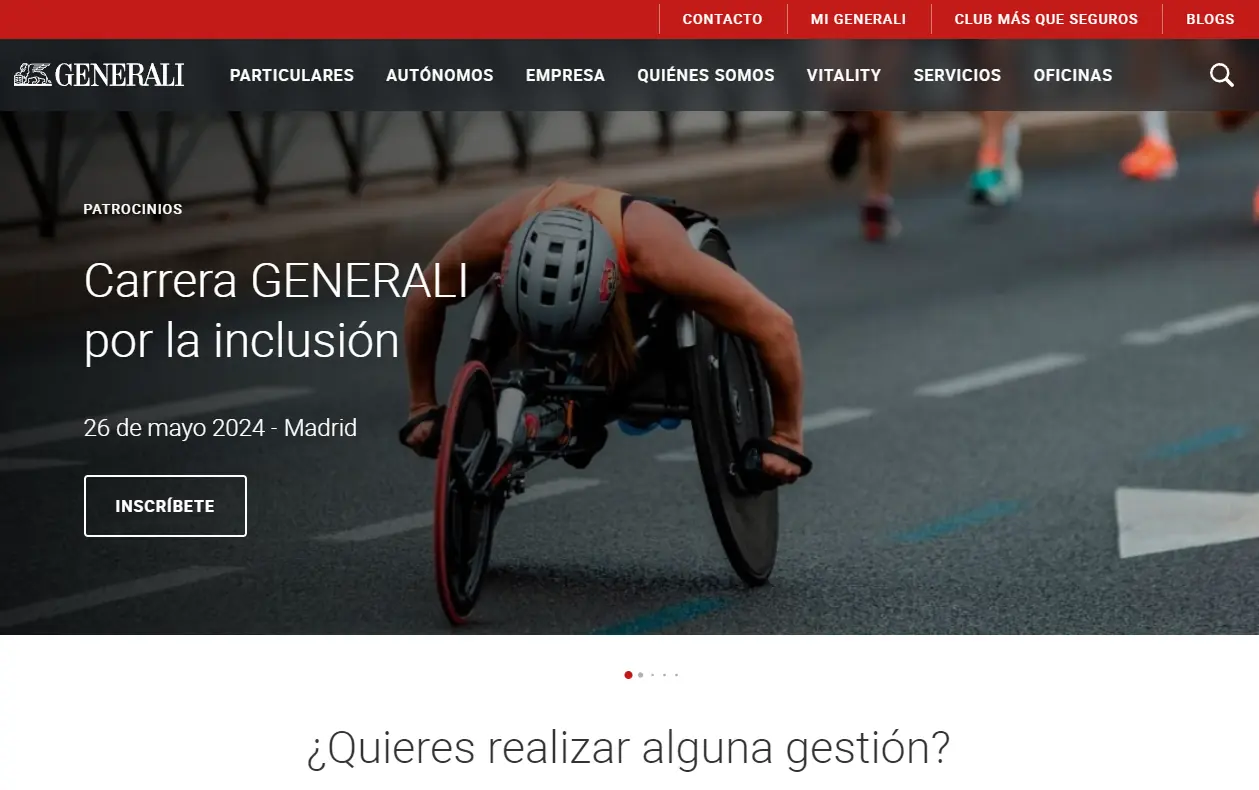 CONTACTO
MI GENERALI
CLUB MÁS QUE SEGUROS
BLOGS
GENERALI
PARTICULARES
AUTÓNOMOS
EMPRESA
QUIÉNES SOMOS
VITALITY
SERVICIOS
OFICINAS
PATROCINIOS
Carrera GENERALI
por la inclusión
26 de mayo 2024 - Madrid
INSCRÍBETE
¿Quieres realizar alguna gestión?